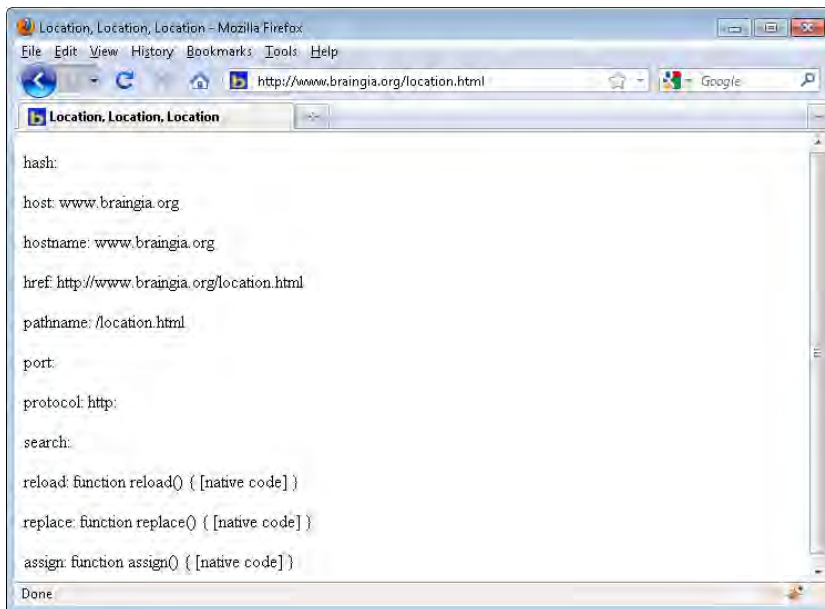 Location, Location, Location - Mozilla Firefox
File Edit View History Bookmarks Tools Help
http://www.braingia.org/location.html
Google
Location, Location, Location
hash:
host: www.braingia.org
hostname: www.braingia.org
href: http://www.braingia.org/location.html
pathname: /location.html
port:
protocol: http:
search:
reload: function reload() { [native code] }
replace: function replace() { [native code] }
assign: function assign() { [native code] }
Done